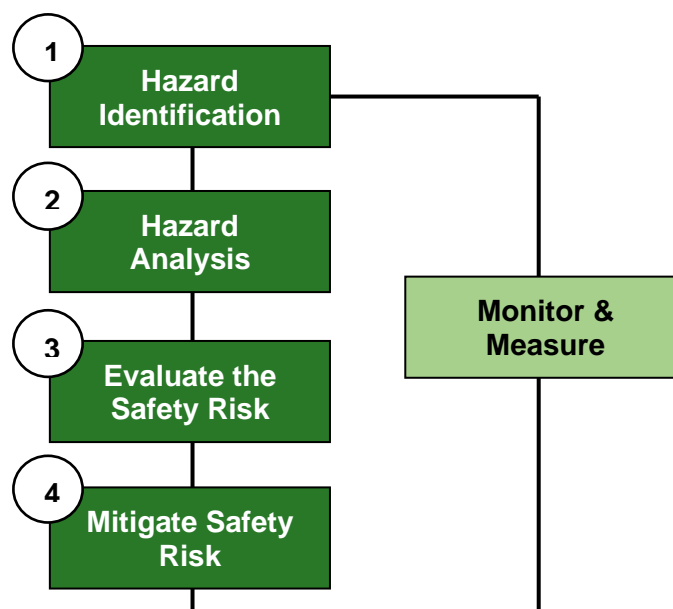 1
Hazard
Identification
2
Hazard
Analysis
3
Evaluate the
Safety Risk
4
Mitigate Safety
Risk
Monitor &
Measure